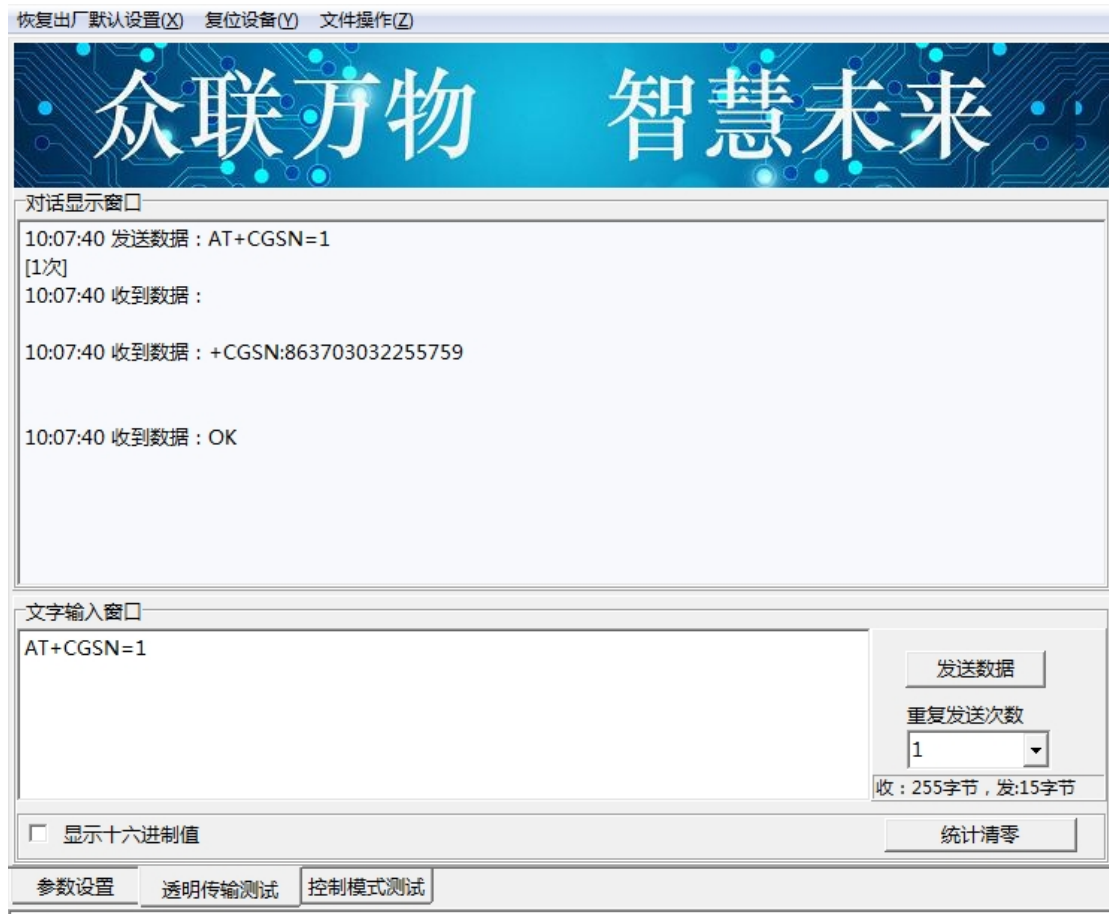 恢复出厂默认设置(X) 复位设备(Y) 文件操作(Z)
众联万物 智慧未来
对话显示窗口
10:07:40 发送数据：AT+CGSN=1
[1次]
10:07:40 收到数据：
10:07:40 收到数据：+CGSN:863703032255759
10:07:40 收到数据：OK
文字输入窗口
AT+CGSN=1
发送数据
重复发送次数
1
收：255字节，发:15字节
显示十六进制值
统计清零
参数设置 透明传输测试 控制模式测试